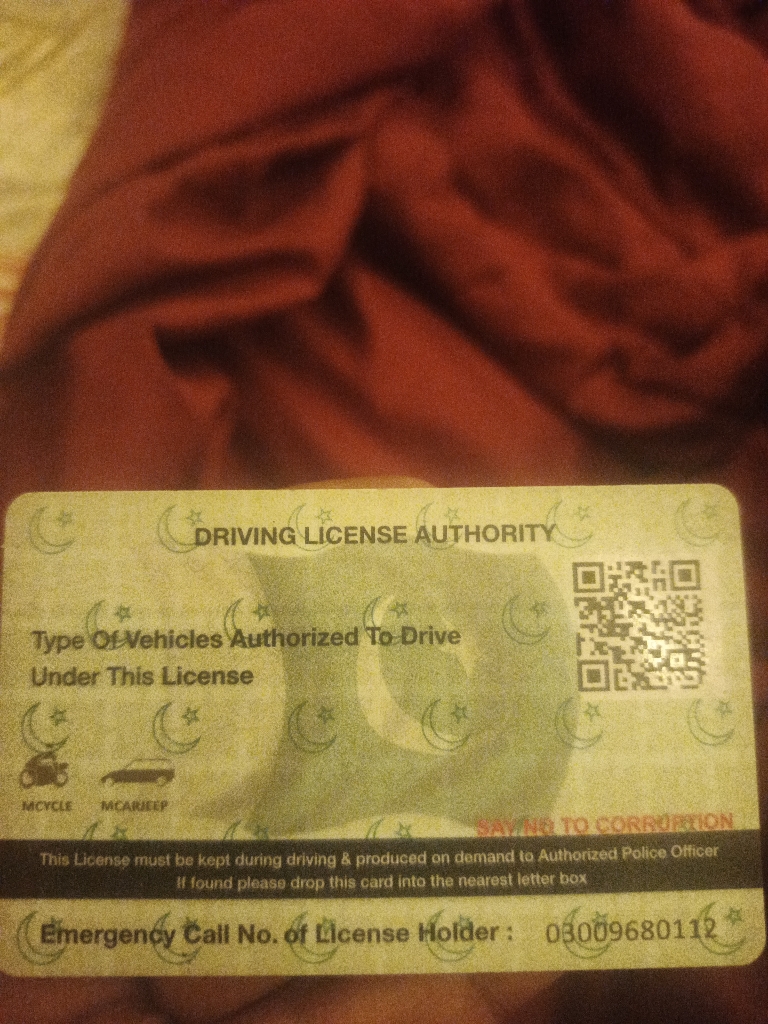 DRIVING LICENSE AUTHORITY
Type Of Vehicles Authorized To Drive
Under This License
MCYCLE MCARJEEP
SAY NO TO CORRUPTION
This License must be kept during driving & produced on demand to Authorized Police Officer
If found please drop this card into the nearest letter box
Emergency Call No. of License Holder : 03009680112